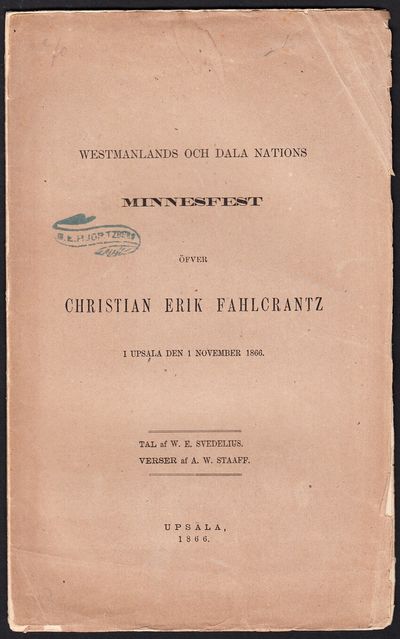 WESTMANLANDS OCH DALA NATIONS
MINNESFEST
ÖFVER
CHRISTIAN ERIK FAHLCRANTZ
I UPSALA DEN 1 NOVEMBER 1866.
TAL af W. E. SVEDELIUS.
VERSER af A. W. STAAFF.
UPSALA,
1866.